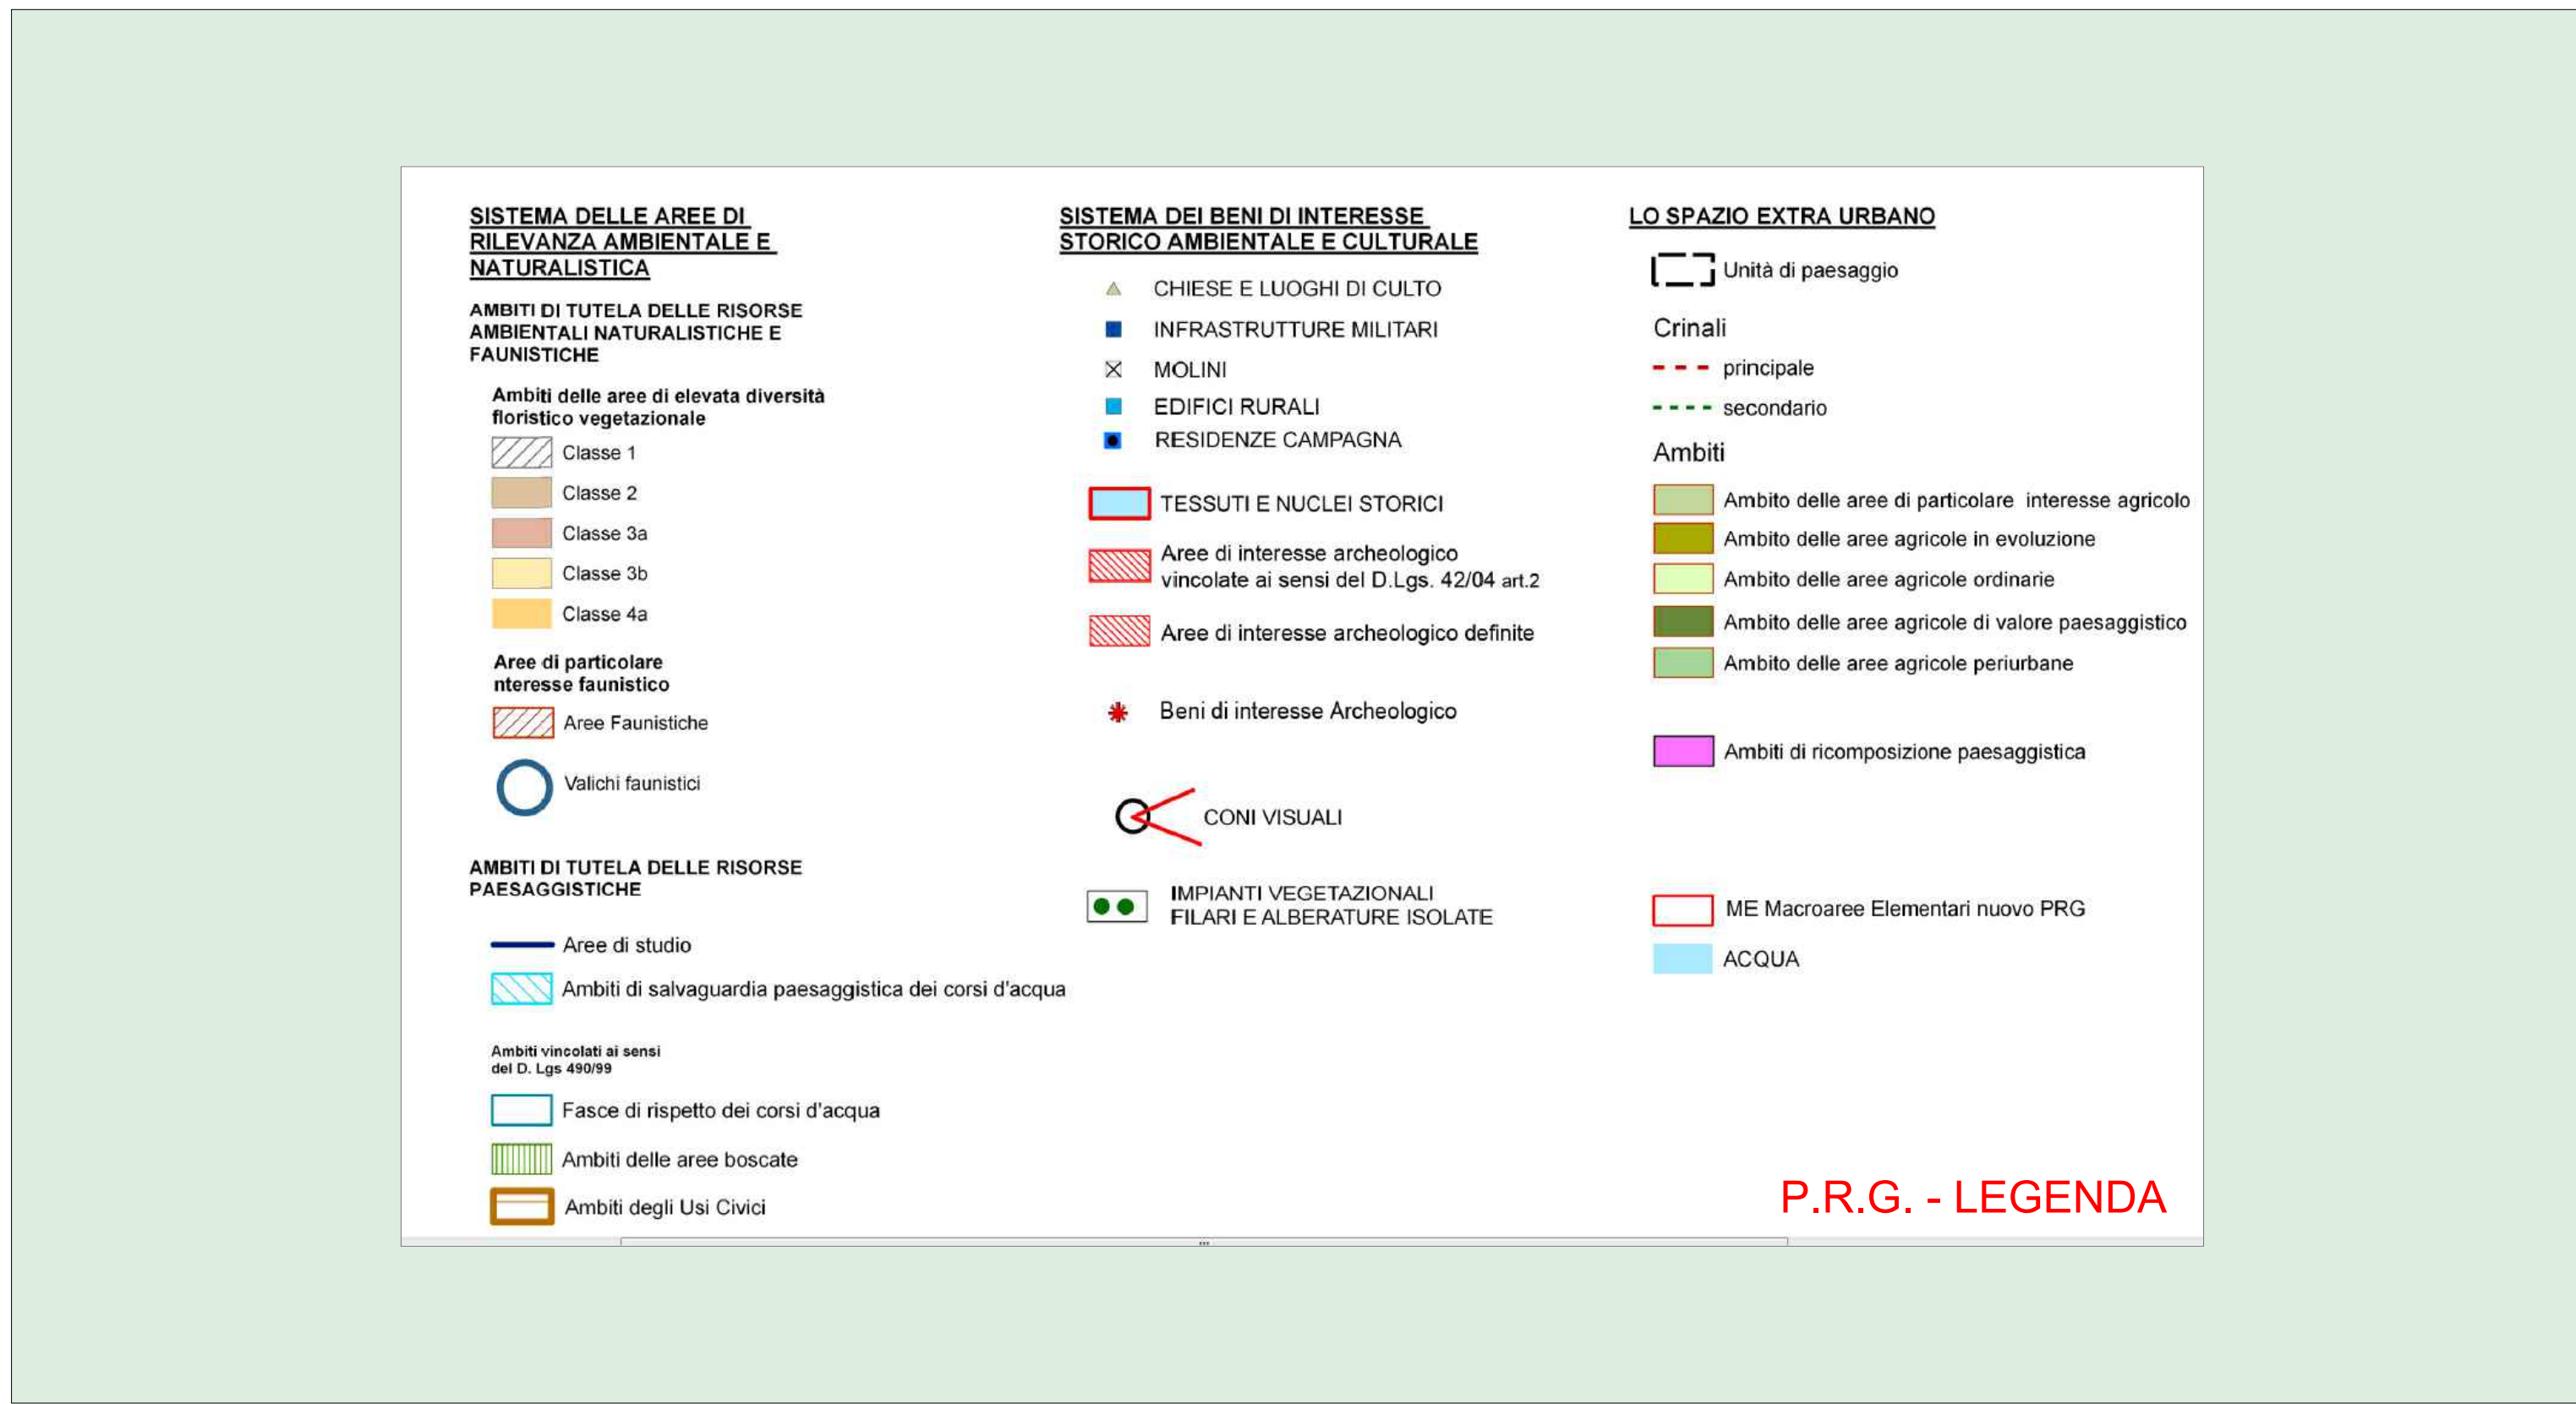 SISTEMA DELLE AREE DI
RILEVANZA AMBIENTALE E
NATURALISTICA
AMBITI DI TUTELA DELLE RISORSE
AMBIENTALI NATURALISTICHE E
FAUNISTICHE
Ambiti delle aree di elevata diversità
floristico vegetazionale
Classe 1
Classe 2
Classe 3a
Classe 3b
Classe 4a
Aree di particolare
nteresse faunistico
Aree Faunistiche
Valichi faunistici
AMBITI DI TUTELA DELLE RISORSE
PAESAGGISTICHE
Aree di studio
Ambiti di salvaguardia paesaggistica dei corsi d'acqua
Ambiti vincolati ai sensi
del D. Lgs 490/99
Fasce di rispetto dei corsi d'acqua
Ambiti delle aree boscate
Ambiti degli Usi Civici
SISTEMA DEI BENI DI INTERESSE
STORICO AMBIENTALE E CULTURALE
CHIESE E LUOGHI DI CULTO
INFRASTRUTTURE MILITARI
MOLINI
EDIFICI RURALI
RESIDENZE CAMPAGNA
TESSUTI E NUCLEI STORICI
Aree di interesse archeologico
vincolate ai sensi del D.Lgs. 42/04 art.2
Aree di interesse archeologico definite
Beni di interesse Archeologico
CONI VISUALI
IMPIANTI VEGETAZIONALI
FILARI E ALBERATURE ISOLATE
LO SPAZIO EXTRA URBANO
Unità di paesaggio
Crinali
principale
secondario
Ambiti
Ambito delle aree di particolare interesse agricolo
Ambito delle aree agricole in evoluzione
Ambito delle aree agricole ordinarie
Ambito delle aree agricole di valore paesaggistico
Ambito delle aree agricole periurbane
Ambiti di ricomposizione paesaggistica
ME Macroaree Elementari nuovo PRG
ACQUA
P.R.G. - LEGENDA